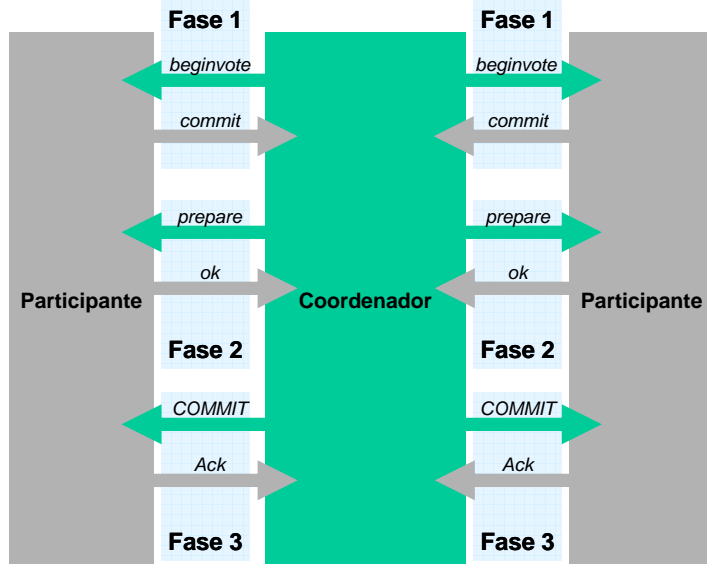 Fase 1 Fase 1
beginvote beginvote
commit commit
prepare prepare
ok ok
Participante Coordenador Participante
Fase 2 Fase 2
COMMIT COMMIT
Ack Ack
Fase 3 Fase 3